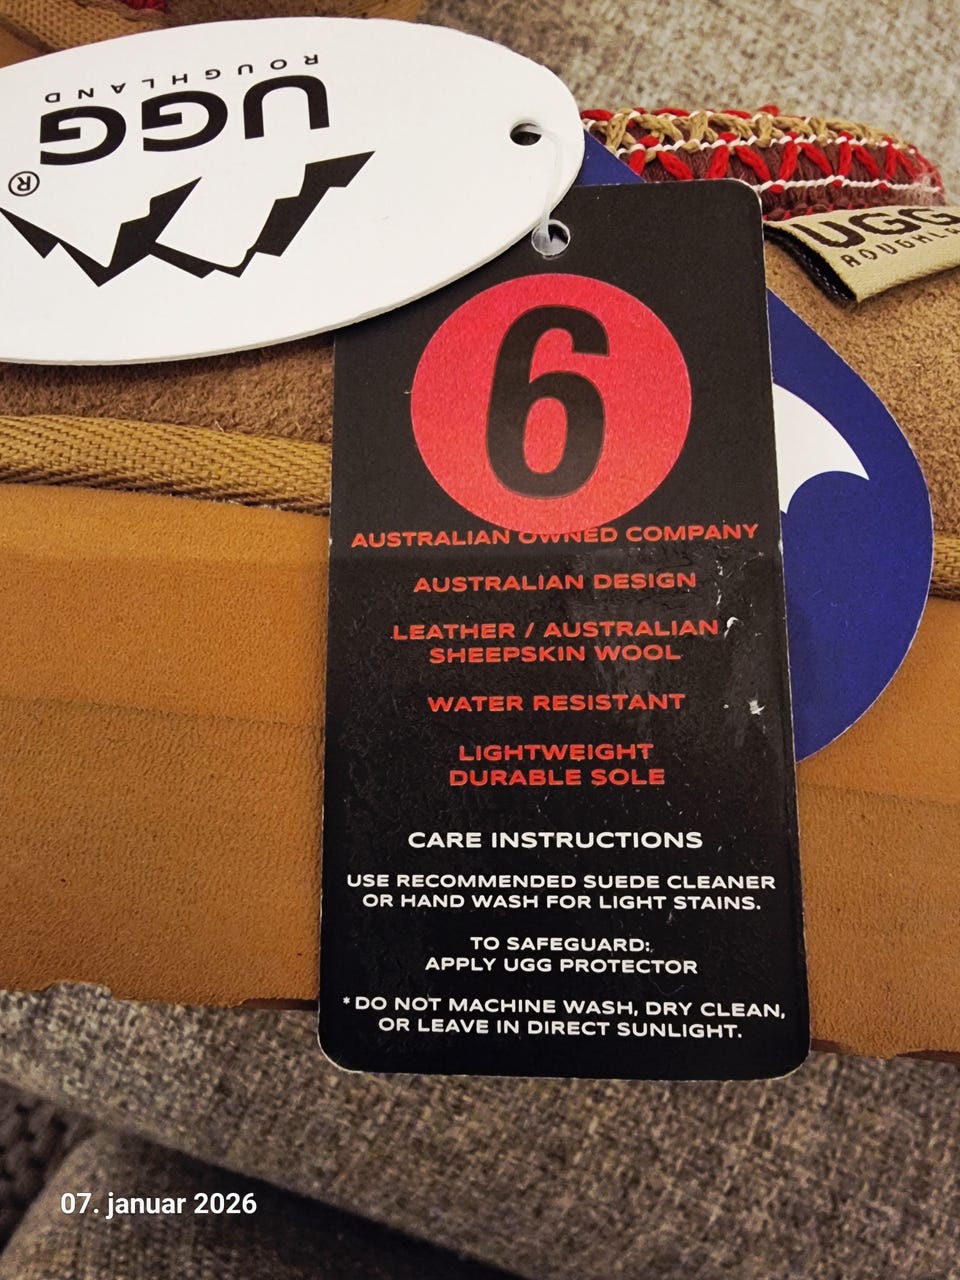 UGG
ROUGHLAND
®
UGG
6
AUSTRALIAN OWNED COMPANY
AUSTRALIAN DESIGN
LEATHER / AUSTRALIAN
SHEEPSKIN WOOL
WATER RESISTANT
LIGHTWEIGHT
DURABLE SOLE
CARE INSTRUCTIONS
USE RECOMMENDED SUEDE CLEANER
OR HAND WASH FOR LIGHT STAINS.
TO SAFEGUARD:
APPLY UGG PROTECTOR
*DO NOT MACHINE WASH, DRY CLEAN,
OR LEAVE IN DIRECT SUNLIGHT.
07. januar 2026